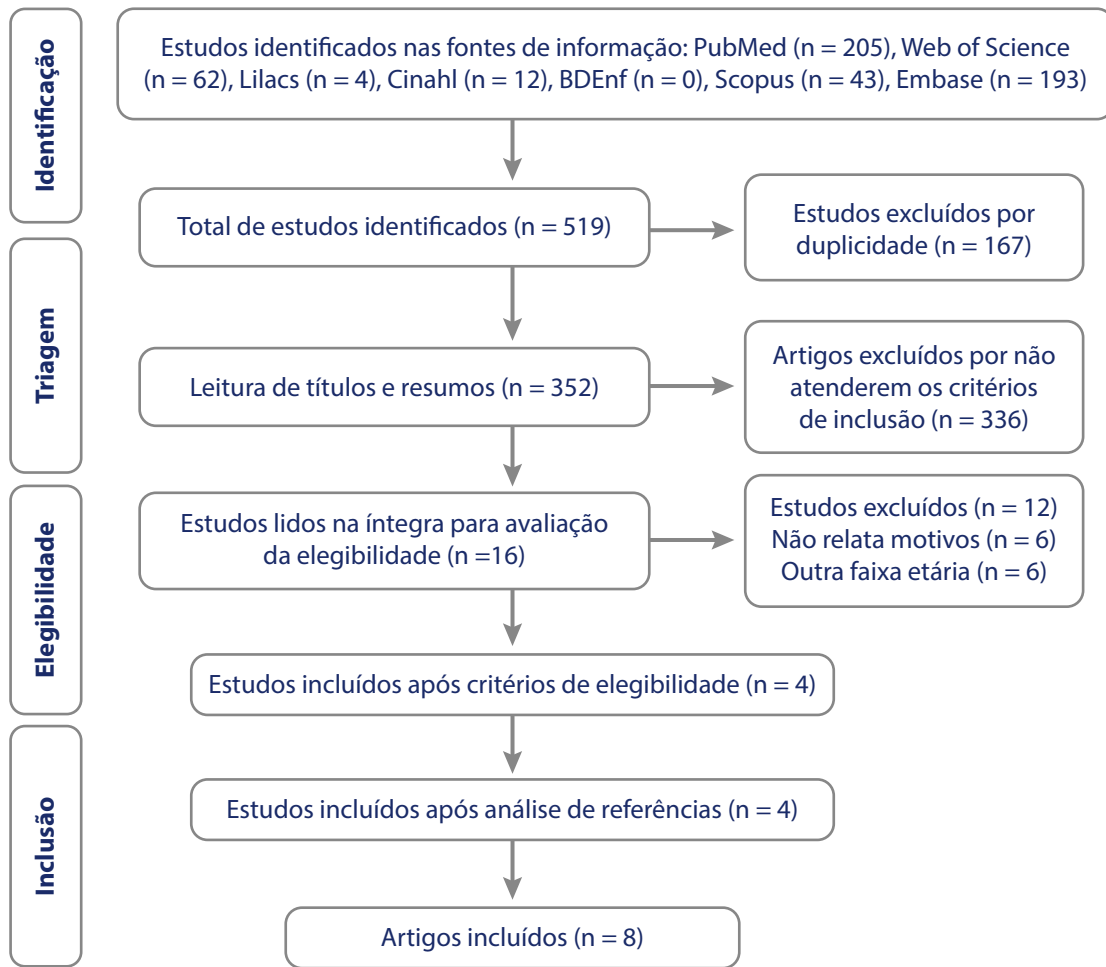 Identificação
Estudos identificados nas fontes de informação: PubMed (n = 205), Web of Science
(n = 62), Lilacs (n = 4), Cinahl (n = 12), BDEnf (n = 0), Scopus (n = 43), Embase (n = 193)
Total de estudos identificados (n = 519)
Estudos excluídos por
duplicidade (n = 167)
Triagem
Leitura de títulos e resumos (n = 352)
Artigos excluídos por não
atenderem os critérios
de inclusão (n = 336)
Elegibilidade
Estudos lidos na íntegra para avaliação
da elegibilidade (n =16)
Estudos excluídos (n = 12)
Não relata motivos (n = 6)
Outra faixa etária (n = 6)
Estudos incluídos após critérios de elegibilidade (n = 4)
Inclusão
Estudos incluídos após análise de referências (n = 4)
Artigos incluídos (n = 8)